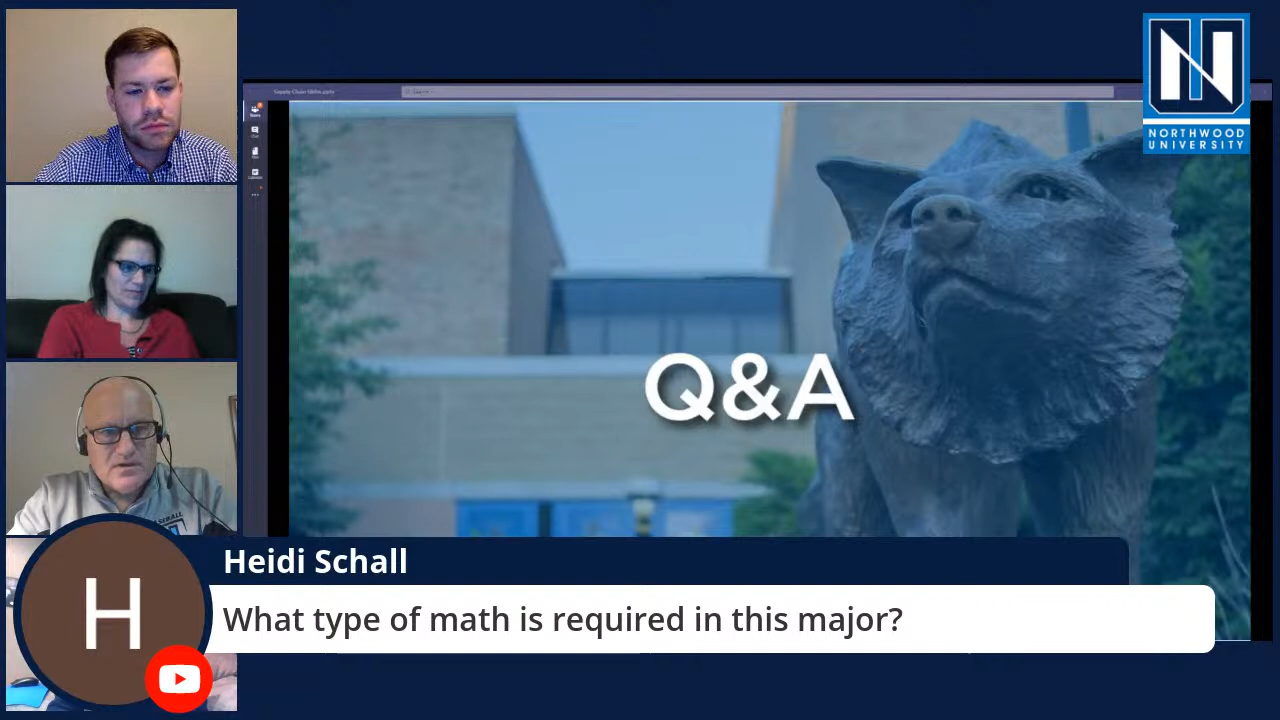 NORTHWOOD
UNIVERSITY
Q&A
H
Heidi Schall
What type of math is required in this major?